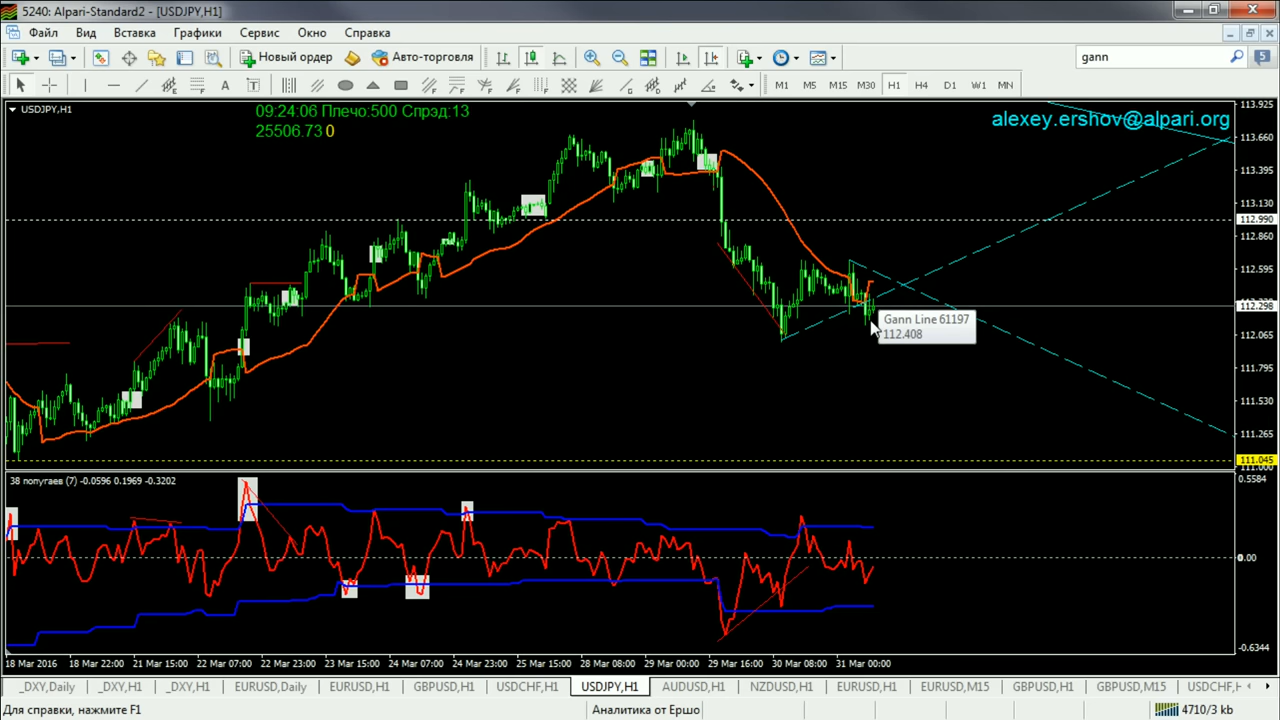 5240: Alpari-Standard2 - [USDJPY,H1]
Файл Вид Вставка Графики Сервис Окно Справка
Новый ордер Авто-торговля gann
A T M1 M5 M15 M30 H1 H4 D1 W1 MN
USDJPY,H1
09:24:06 Плечо:500 Спрэд:13
25506.73 0
alexey.ershov@alpari.org
113.925
113.660
113.395
113.130
112.990
112.860
112.595
112.298
112.065
111.795
111.530
111.265
111.045
111.000
Gann Line 61197
112.408
38 попугаев (7) -0.0596 0.1969 -0.3202
0.5584
0.00
-0.6344
18 Mar 2016 18 Mar 22:00 21 Mar 15:00 22 Mar 07:00 22 Mar 23:00 23 Mar 15:00 24 Mar 07:00 24 Mar 23:00 25 Mar 15:00 28 Mar 08:00 29 Mar 00:00 29 Mar 16:00 30 Mar 08:00 31 Mar 00:00
_DXY,Daily _DXY,H1 _DXY,H1 EURUSD,Daily EURUSD,H1 GBPUSD,H1 USDCHF,H1 USDJPY,H1 AUDUSD,H1 NZDUSD,H1 EURUSD,H1 EURUSD,M15 GBPUSD,H1 GBPUSD,M15 USDCHF,H
Для справки, нажмите F1 Аналитика от Ершо 4710/3 kb